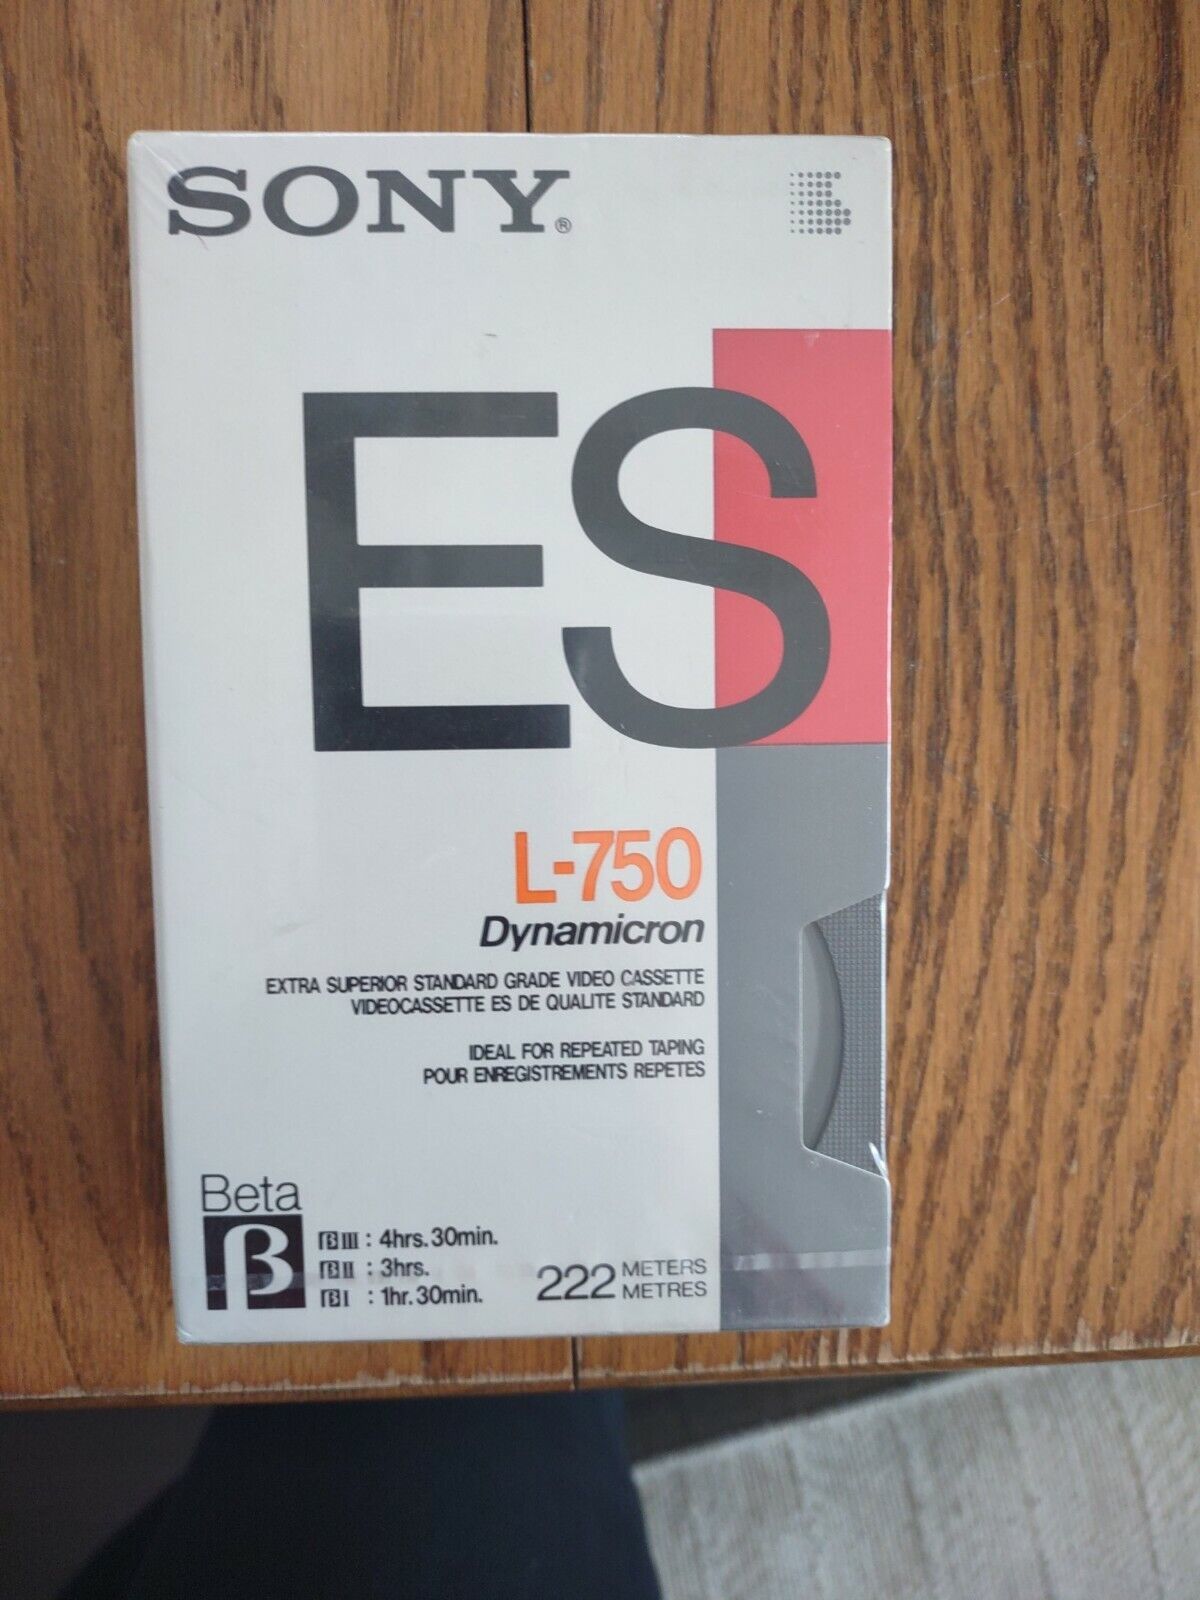 SONY®
ES
L-750
Dynamicron
EXTRA SUPERIOR STANDARD GRADE VIDEO CASSETTE
VIDEOCASSETTE ES DE QUALITE STANDARD
IDEAL FOR REPEATED TAPING
POUR ENREGISTREMENTS REPETES
Beta
β
βIII : 4hrs. 30min.
βII : 3hrs.
βI : 1hr. 30min.
222 METERS
METRES